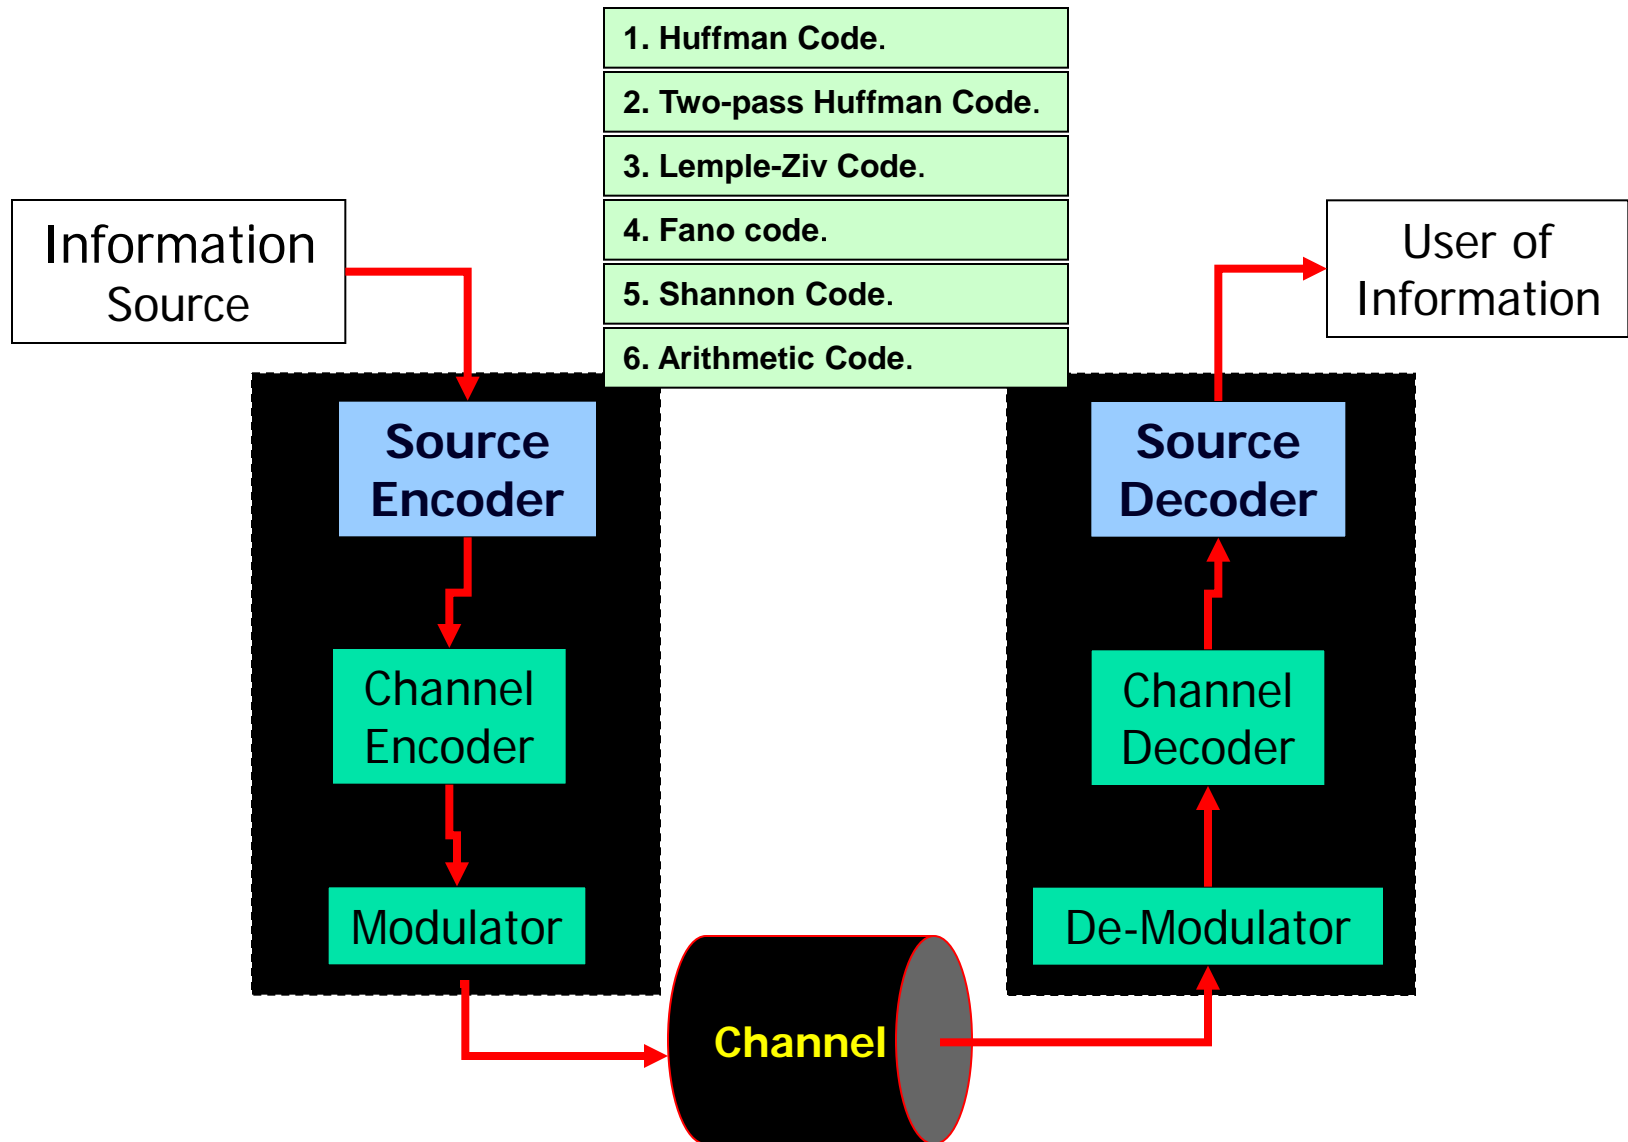 1. Huffman Code.
2. Two-pass Huffman Code.
3. Lemple-Ziv Code.
4. Fano code.
5. Shannon Code.
6. Arithmetic Code.
Information
Source
User of
Information
Source
Encoder
Source
Decoder
Channel
Encoder
Channel
Decoder
Modulator
De-Modulator
Channel